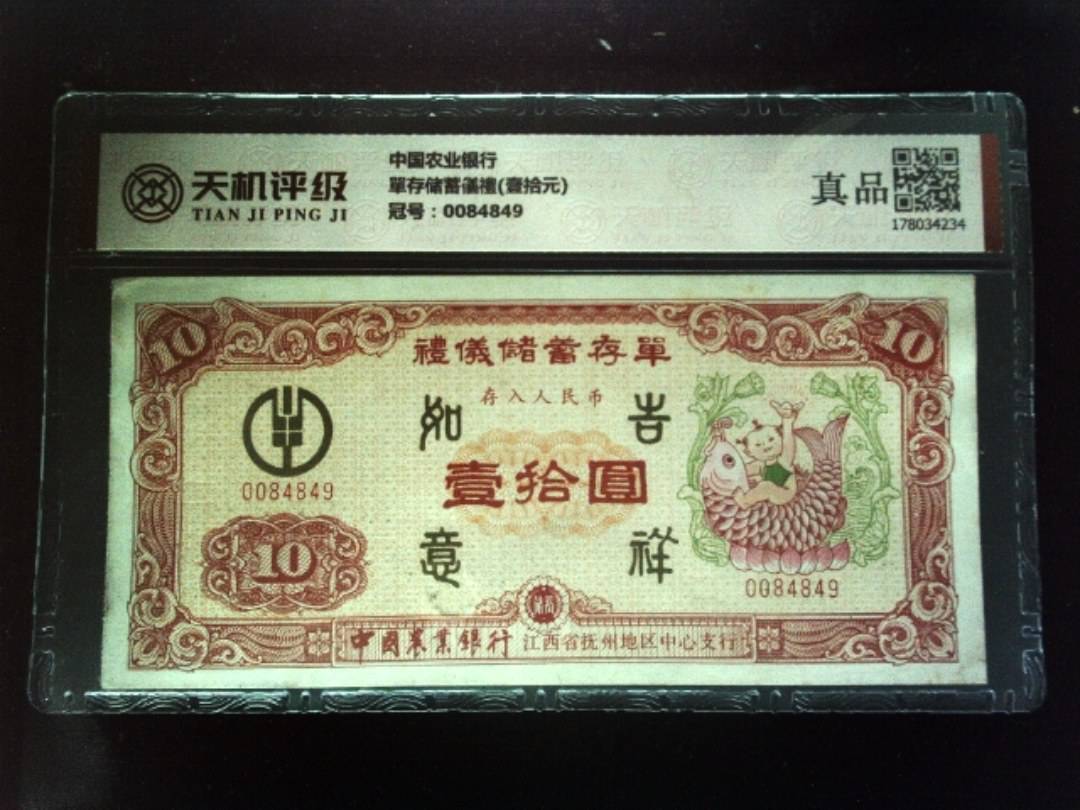 天机评级
TIAN JI PING JI
中国农业银行
單存储蓄儀禮(壹拾元)
冠号：0084849
真品
178034234
10
10
禮儀儲蓄存單
存入人民币
如 吉
壹拾圓
意 祥
0084849
10
0084849
中國農業銀行 江西省抚州地区中心支行